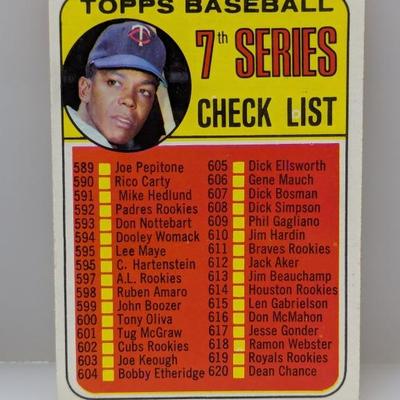 TOPPS BASEBALL
7th SERIES
CHECK LIST
589 Joe Pepitone
590 Rico Carty
591 Mike Hedlund
592 Padres Rookies
593 Don Nottebart
594 Dooley Womack
595 Lee Maye
595 C. Hartenstein
597 A.L. Rookies
598 Ruben Amaro
599 John Boozer
600 Tony Oliva
601 Tug McGraw
602 Cubs Rookies
603 Joe Keough
604 Bobby Etheridge
605 Dick Ellsworth
606 Gene Mauch
607 Dick Bosman
608 Dick Simpson
609 Phil Gagliano
610 Jim Hardin
611 Braves Rookies
612 Jack Aker
613 Jim Beauchamp
614 Houston Rookies
615 Len Gabrielson
616 Don McMahon
617 Jesse Gonder
618 Ramon Webster
619 Royals Rookies
620 Dean Chance